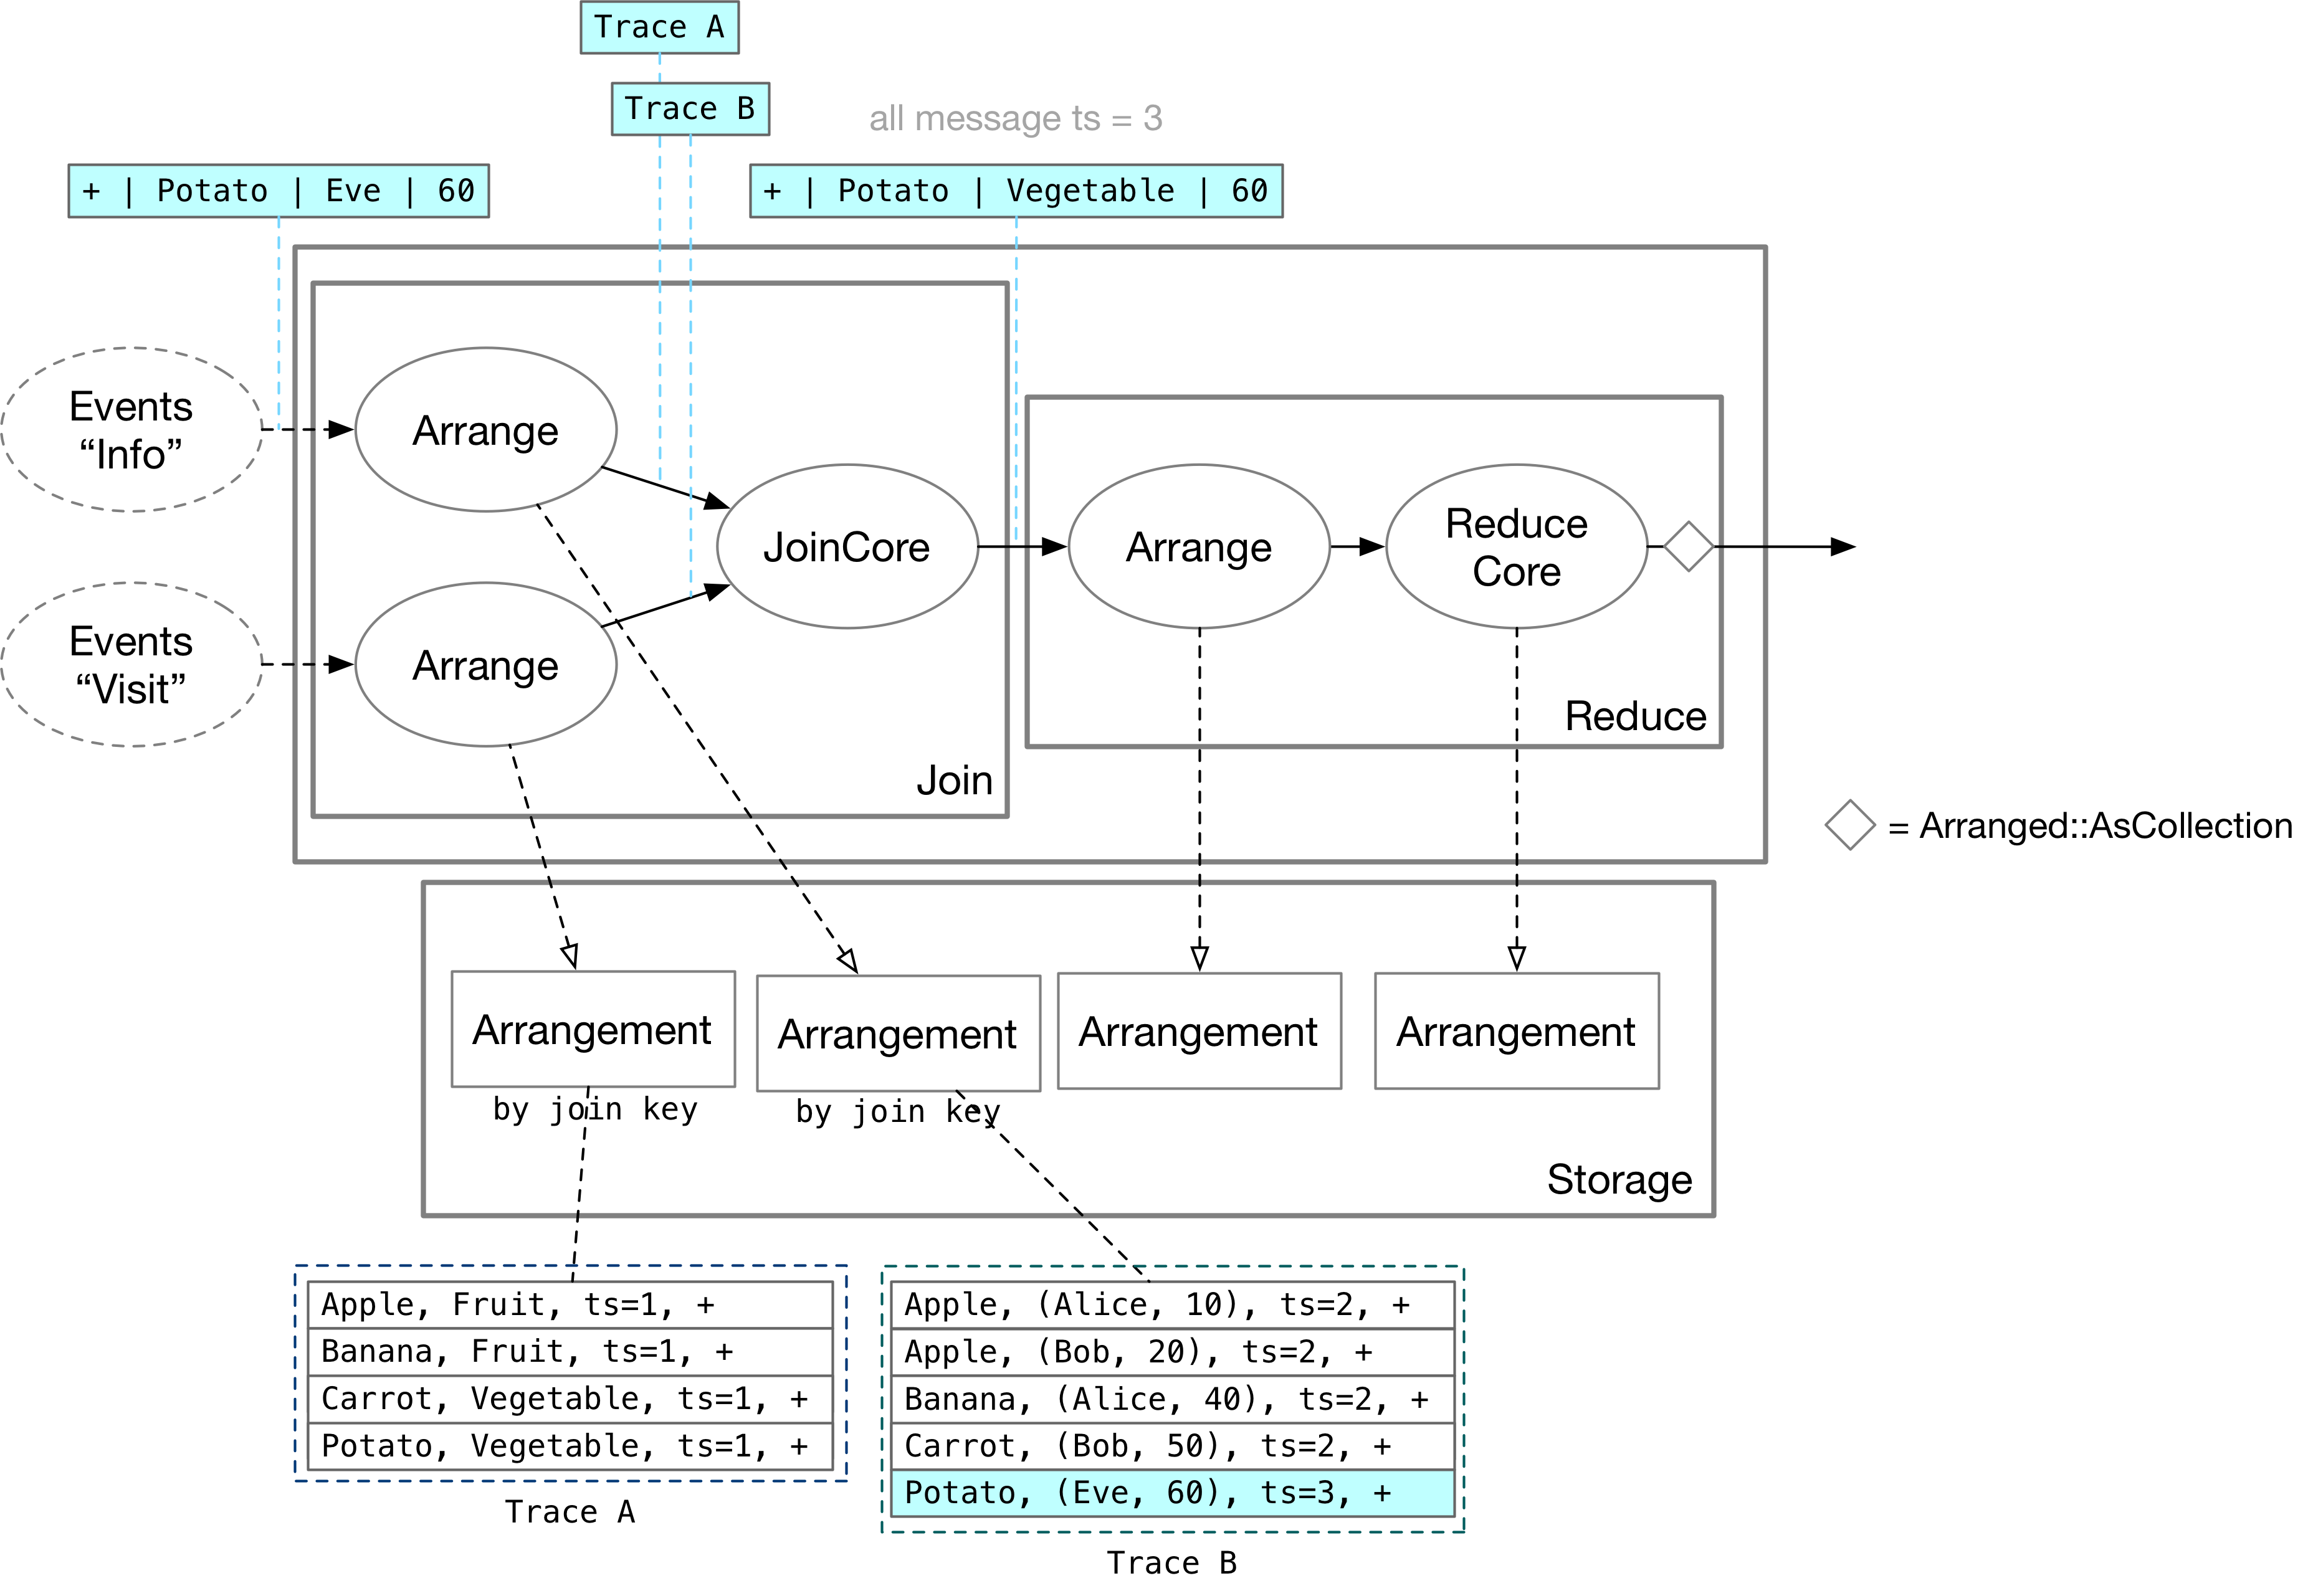 Trace A
Trace B
all message ts = 3
+ | Potato | Eve | 60
+ | Potato | Vegetable | 60
Events
“Info”
Arrange
JoinCore
Arrange
Reduce
Core
Events
“Visit”
Arrange
Reduce
Join
= Arranged::AsCollection
Arrangement
by join key
Arrangement
by join key
Arrangement
Arrangement
Storage
Apple, Fruit, ts=1, +
Banana, Fruit, ts=1, +
Carrot, Vegetable, ts=1, +
Potato, Vegetable, ts=1, +
Trace A
Apple, (Alice, 10), ts=2, +
Apple, (Bob, 20), ts=2, +
Banana, (Alice, 40), ts=2, +
Carrot, (Bob, 50), ts=2, +
Potato, (Eve, 60), ts=3, +
Trace B